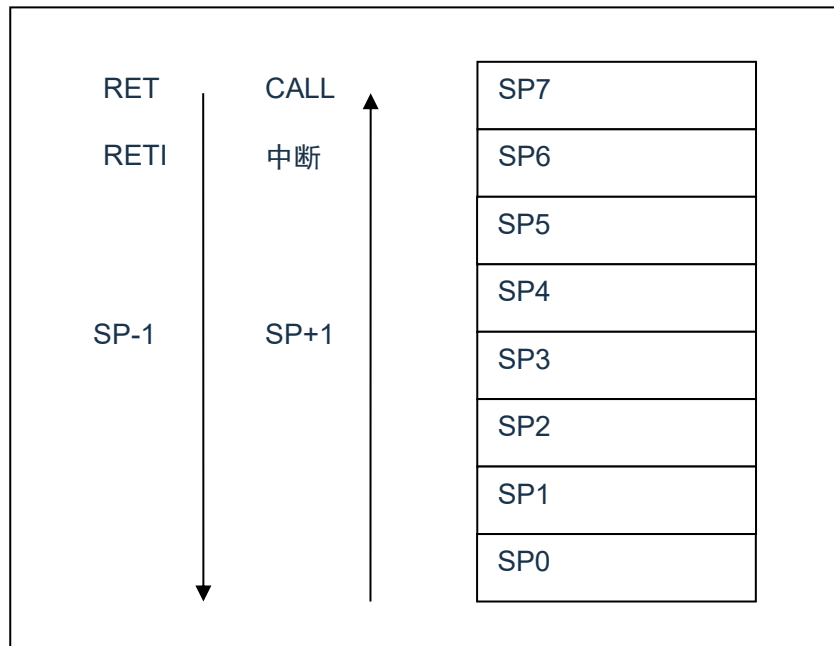 RET CALL SP7
RETI 中断 SP6
SP5
SP4
SP-1 SP+1 SP3
SP2
SP1
SP0